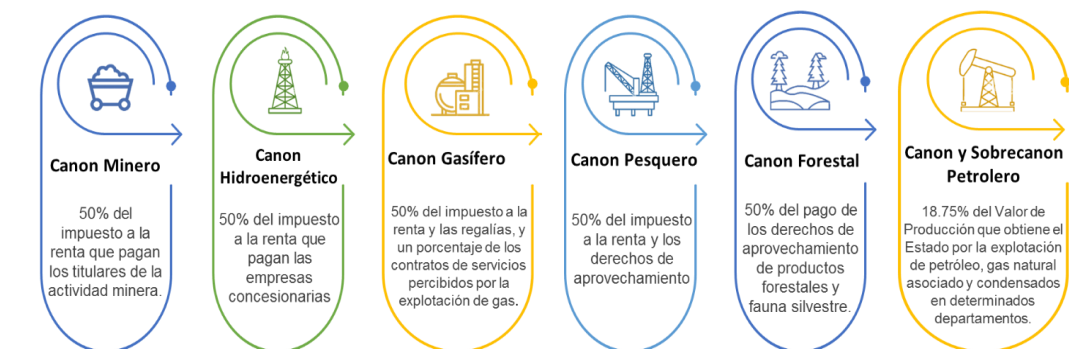 Canon Minero
50% del
impuesto a la
renta que pagan
los titulares de la
actividad minera.
Canon
Hidroenergético
50% del impuesto
a la renta que
pagan las
empresas
concesionarias
Canon Gasífero
50% del impuesto a la
renta y las regalías, y
un porcentaje de los
contratos de servicios
percibidos por la
explotación de gas.
Canon Pesquero
50% del impuesto
a la renta y los
derechos de
aprovechamiento
Canon Forestal
50% del pago de
los derechos de
aprovechamiento
de productos
forestales y
fauna silvestre.
Canon y Sobrecanon
Petrolero
18.75% del Valor de
Producción que obtiene el
Estado por la explotación
de petróleo, gas natural
asociado y condensados
en determinados
departamentos.